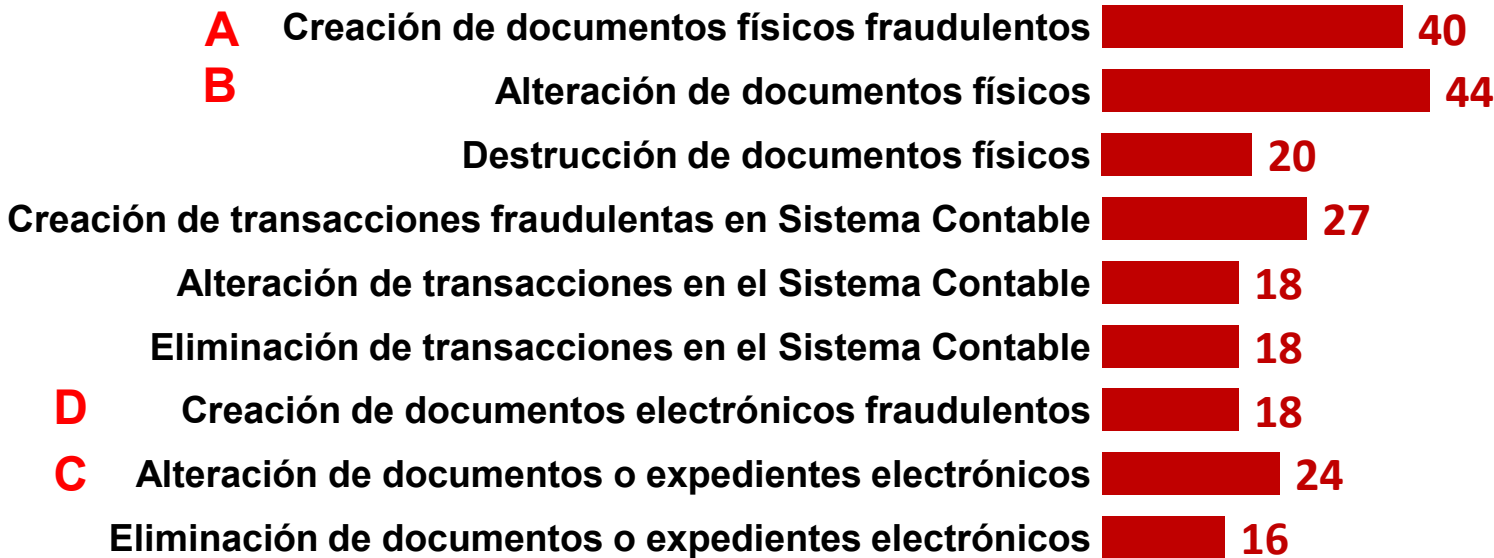 A Creación de documentos físicos fraudulentos 40
B Alteración de documentos físicos 44
Destrucción de documentos físicos 20
Creación de transacciones fraudulentas en Sistema Contable 27
Alteración de transacciones en el Sistema Contable 18
Eliminación de transacciones en el Sistema Contable 18
D Creación de documentos electrónicos fraudulentos 18
C Alteración de documentos o expedientes electrónicos 24
Eliminación de documentos o expedientes electrónicos 16